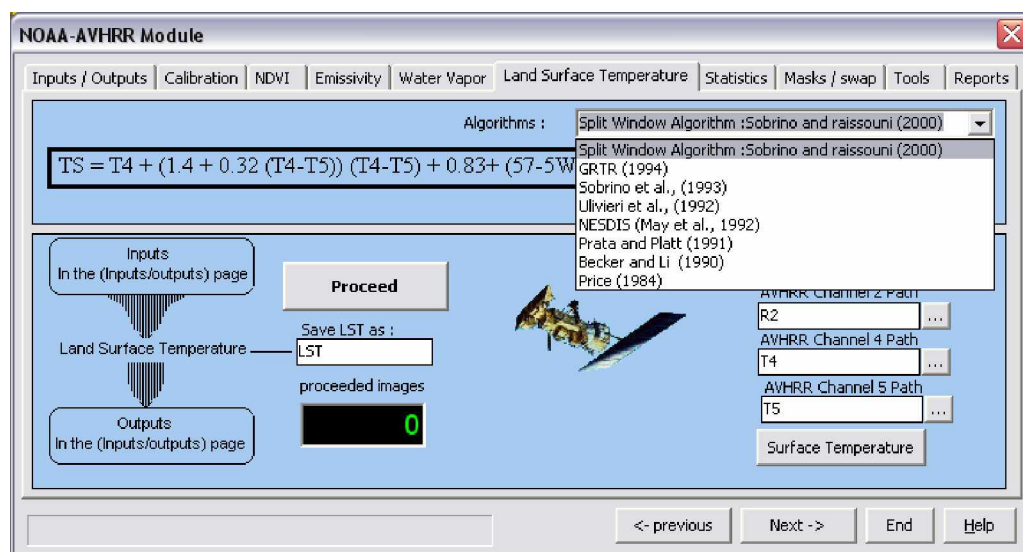 NOAA-AVHRR Module
Inputs / Outputs
Calibration
NDVI
Emissivity
Water Vapor
Land Surface Temperature
Statistics
Masks / swap
Tools
Reports
Algorithms :
Split Window Algorithm :Sobrino and raissouni (2000)
TS = T4 + (1.4 + 0.32 (T4-T5)) (T4-T5) + 0.83+ (57-5W
Split Window Algorithm :Sobrino and raissouni (2000)
GRTR (1994)
Sobrino et al., (1993)
Ulivieri et al., (1992)
NESDIS (May et al., 1992)
Prata and Platt (1991)
Becker and Li (1990)
Price (1984)
Inputs
In the (Inputs/outputs) page
Land Surface Temperature
Outputs
In the (Inputs/outputs) page
Proceed
Save LST as :
LST
proceeded images
0
AVHRR Channel 2 Path
R2
...
AVHRR Channel 4 Path
T4
...
AVHRR Channel 5 Path
T5
...
Surface Temperature
<- previous
Next ->
End
Help